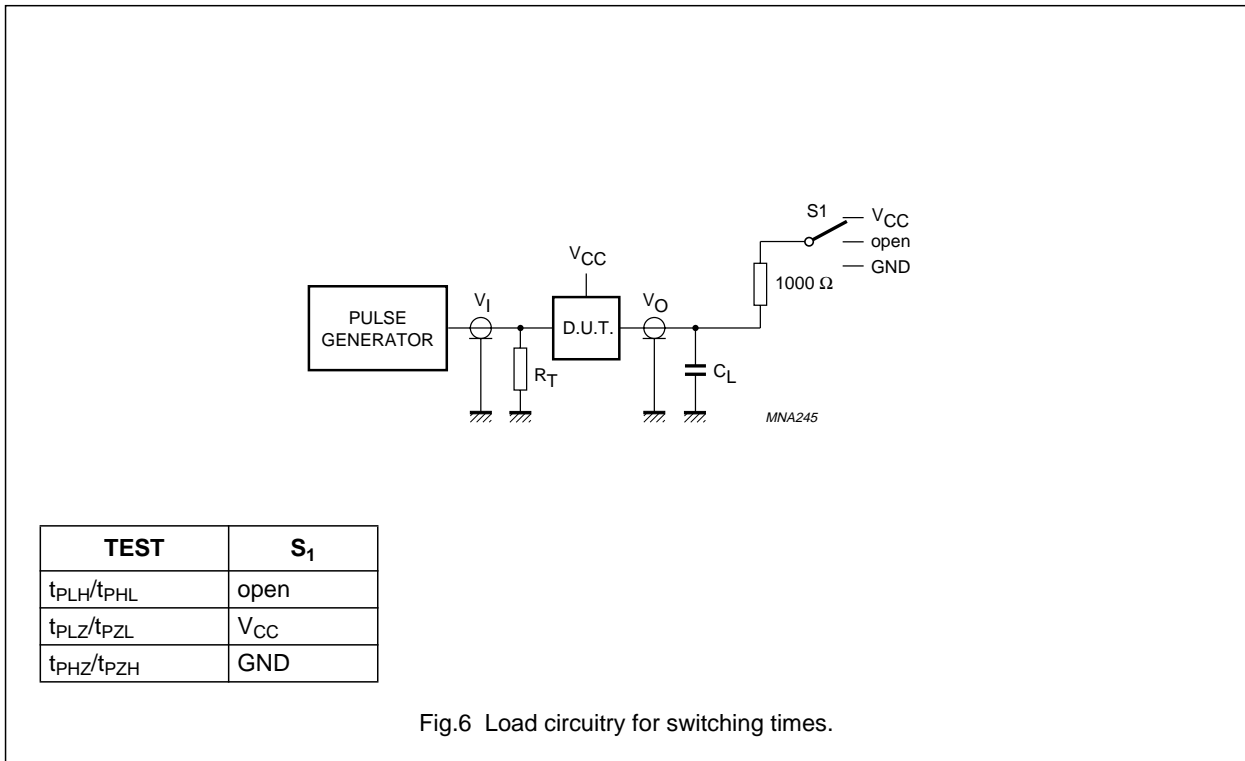 S1
VCC
open
GND
1000 Ω
VCC
PULSE
GENERATOR
VI
D.U.T.
VO
RT
CL
MNA245
TEST S1
tPLH/tPHL open
tPLZ/tPZL VCC
tPHZ/tPZH GND
Fig.6 Load circuitry for switching times.